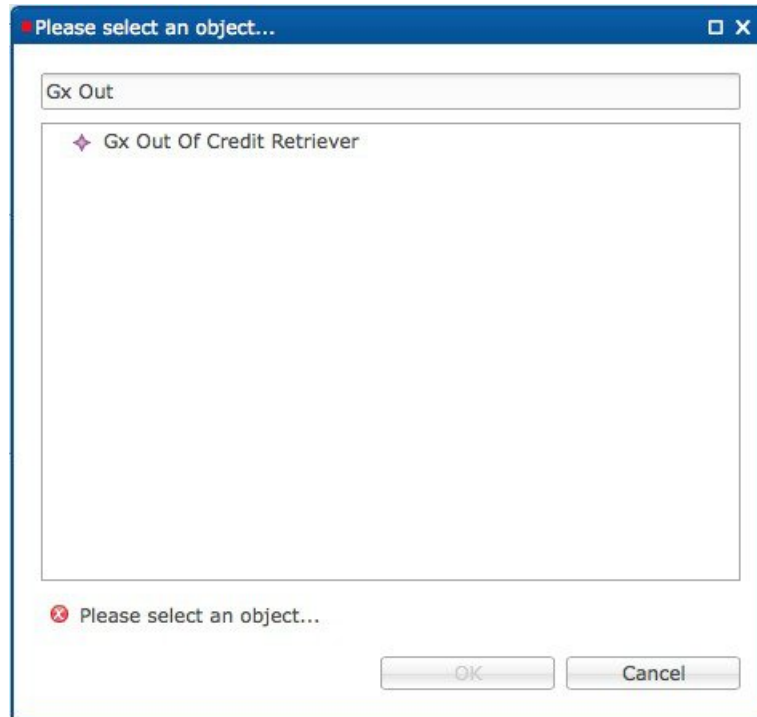 Please select an object...
Gx Out
Gx Out Of Credit Retriever
Please select an object...
OK Cancel